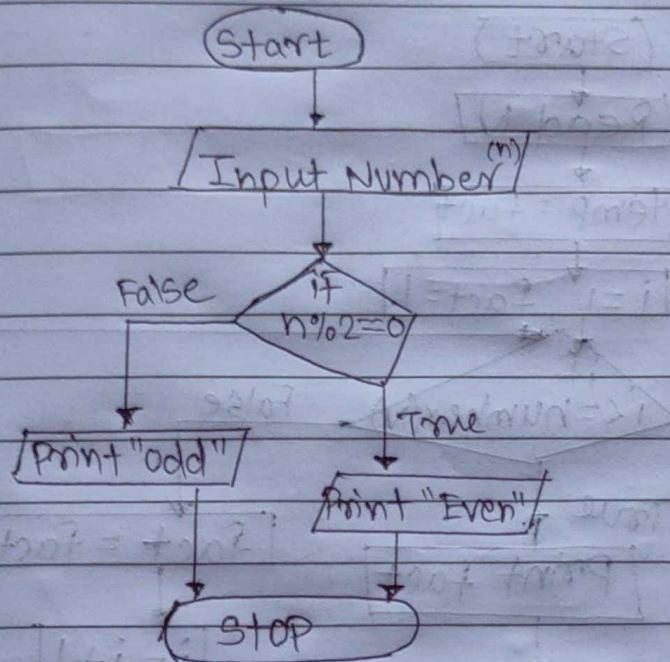 Start
Input Number (n)
if
n%2==0
False
True
Print "odd"
Print "Even"
STOP